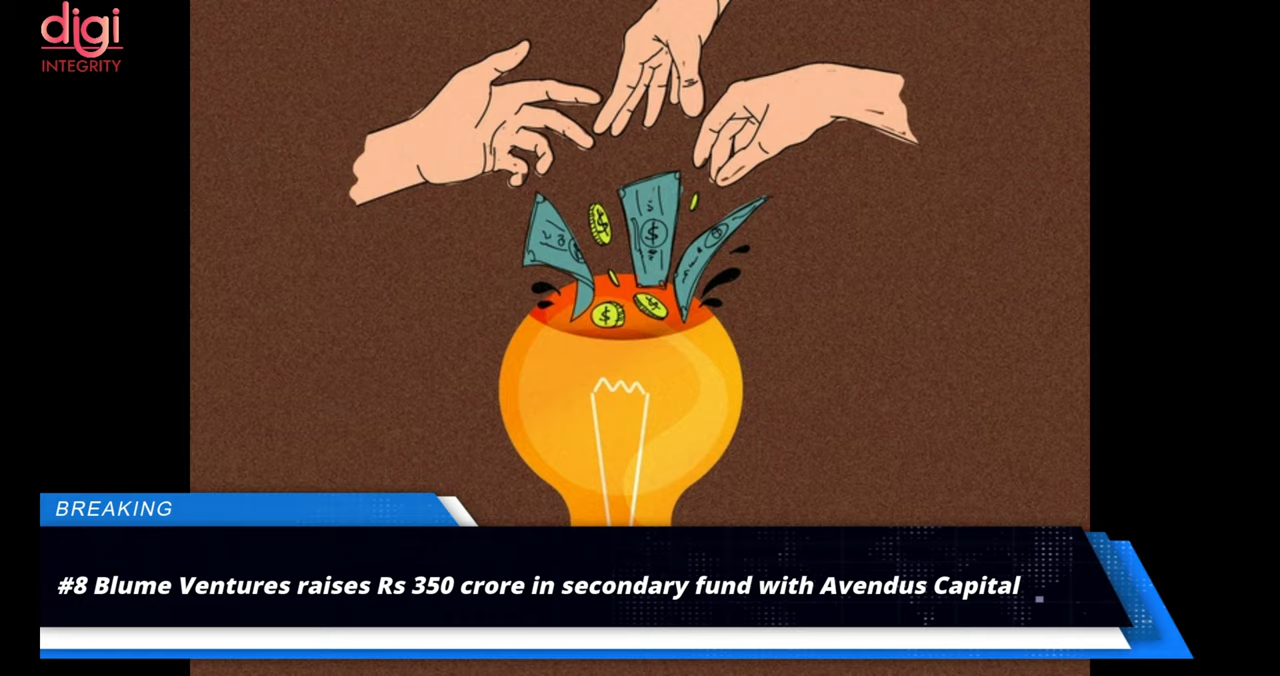 digi
INTEGRITY
BREAKING
#8 Blume Ventures raises Rs 350 crore in secondary fund with Avendus Capital